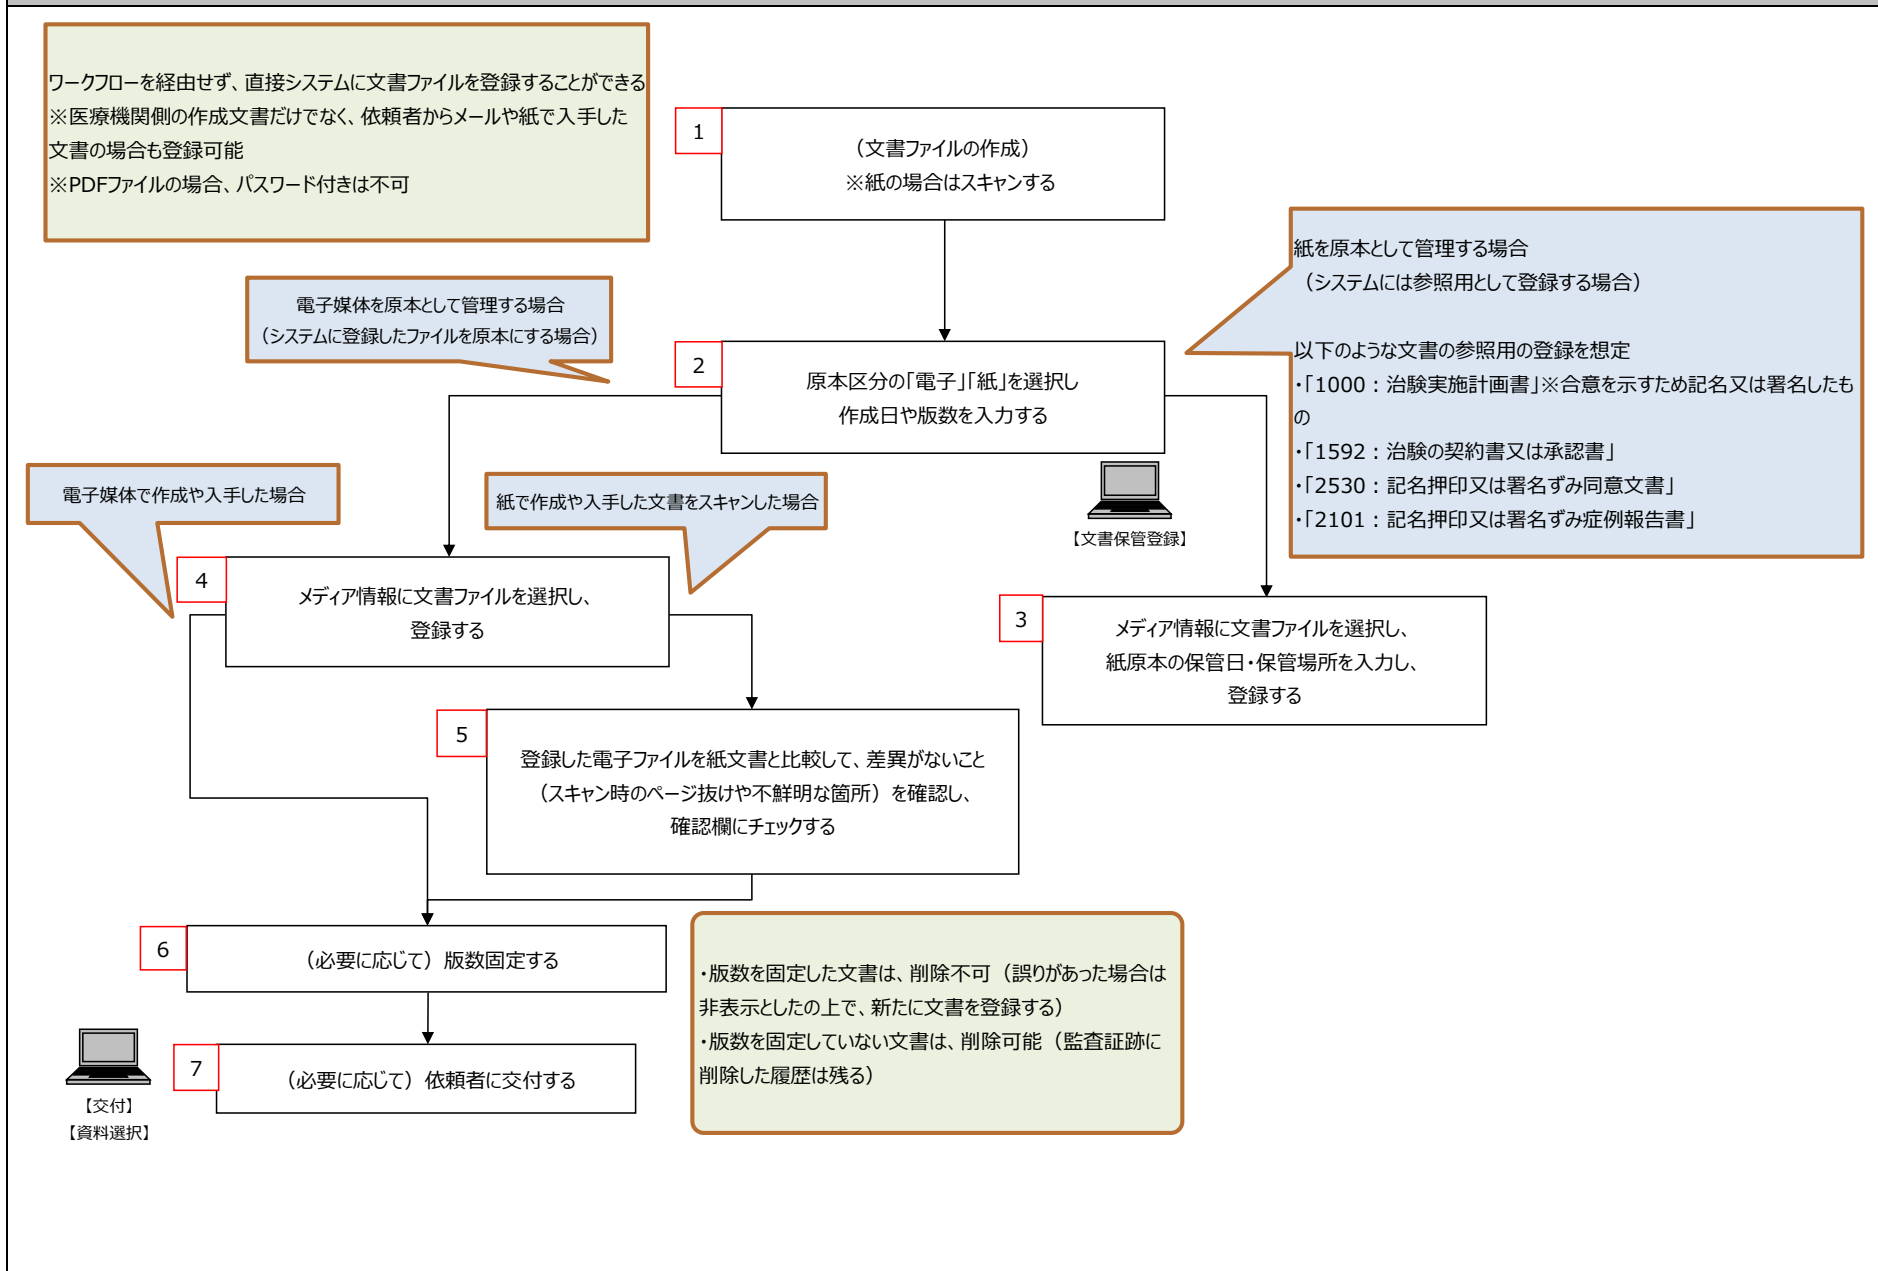 ワークフローを経由せず、直接システムに文書ファイルを登録することができる
※医療機関側の作成文書だけでなく、依頼者からメールや紙で入手した
文書の場合も登録可能
※PDFファイルの場合、パスワード付きは不可
1
（文書ファイルの作成）
※紙の場合はスキャンする
紙を原本として管理する場合
（システムには参照用として登録する場合）
以下のような文書の参照用の登録を想定
・「1000：治験実施計画書」※合意を示すため記名又は署名したも
の
・「1592：治験の契約書又は承認書」
・「2530：記名押印又は署名ずみ同意文書」
・「2101：記名押印又は署名ずみ症例報告書」
電子媒体を原本として管理する場合
（システムに登録したファイルを原本にする場合）
2
原本区分の「電子」「紙」を選択し
作成日や版数を入力する
【文書保管登録】
電子媒体で作成や入手した場合
紙で作成や入手した文書をスキャンした場合
4
メディア情報に文書ファイルを選択し、
登録する
3
メディア情報に文書ファイルを選択し、
紙原本の保管日・保管場所を入力し、
登録する
5
登録した電子ファイルを紙文書と比較して、差異がないこと
（スキャン時のページ抜けや不鮮明な箇所）を確認し、
確認欄にチェックする
6
（必要に応じて）版数固定する
・版数を固定した文書は、削除不可（誤りがあった場合は
非表示としたの上で、新たに文書を登録する）
・版数を固定していない文書は、削除可能（監査証跡に
削除した履歴は残る）
7
（必要に応じて）依頼者に交付する
【交付】
【資料選択】